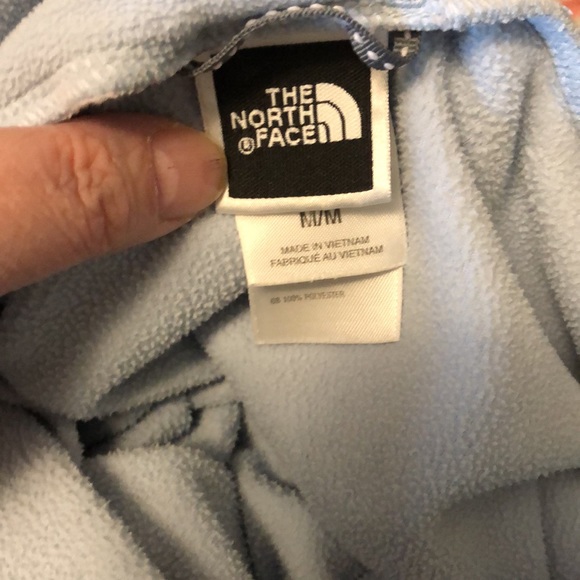 THE
NORTH
FACE
M/M
MADE IN VIETNAM
FABRIQUÉ AU VIETNAM
100% POLYESTER